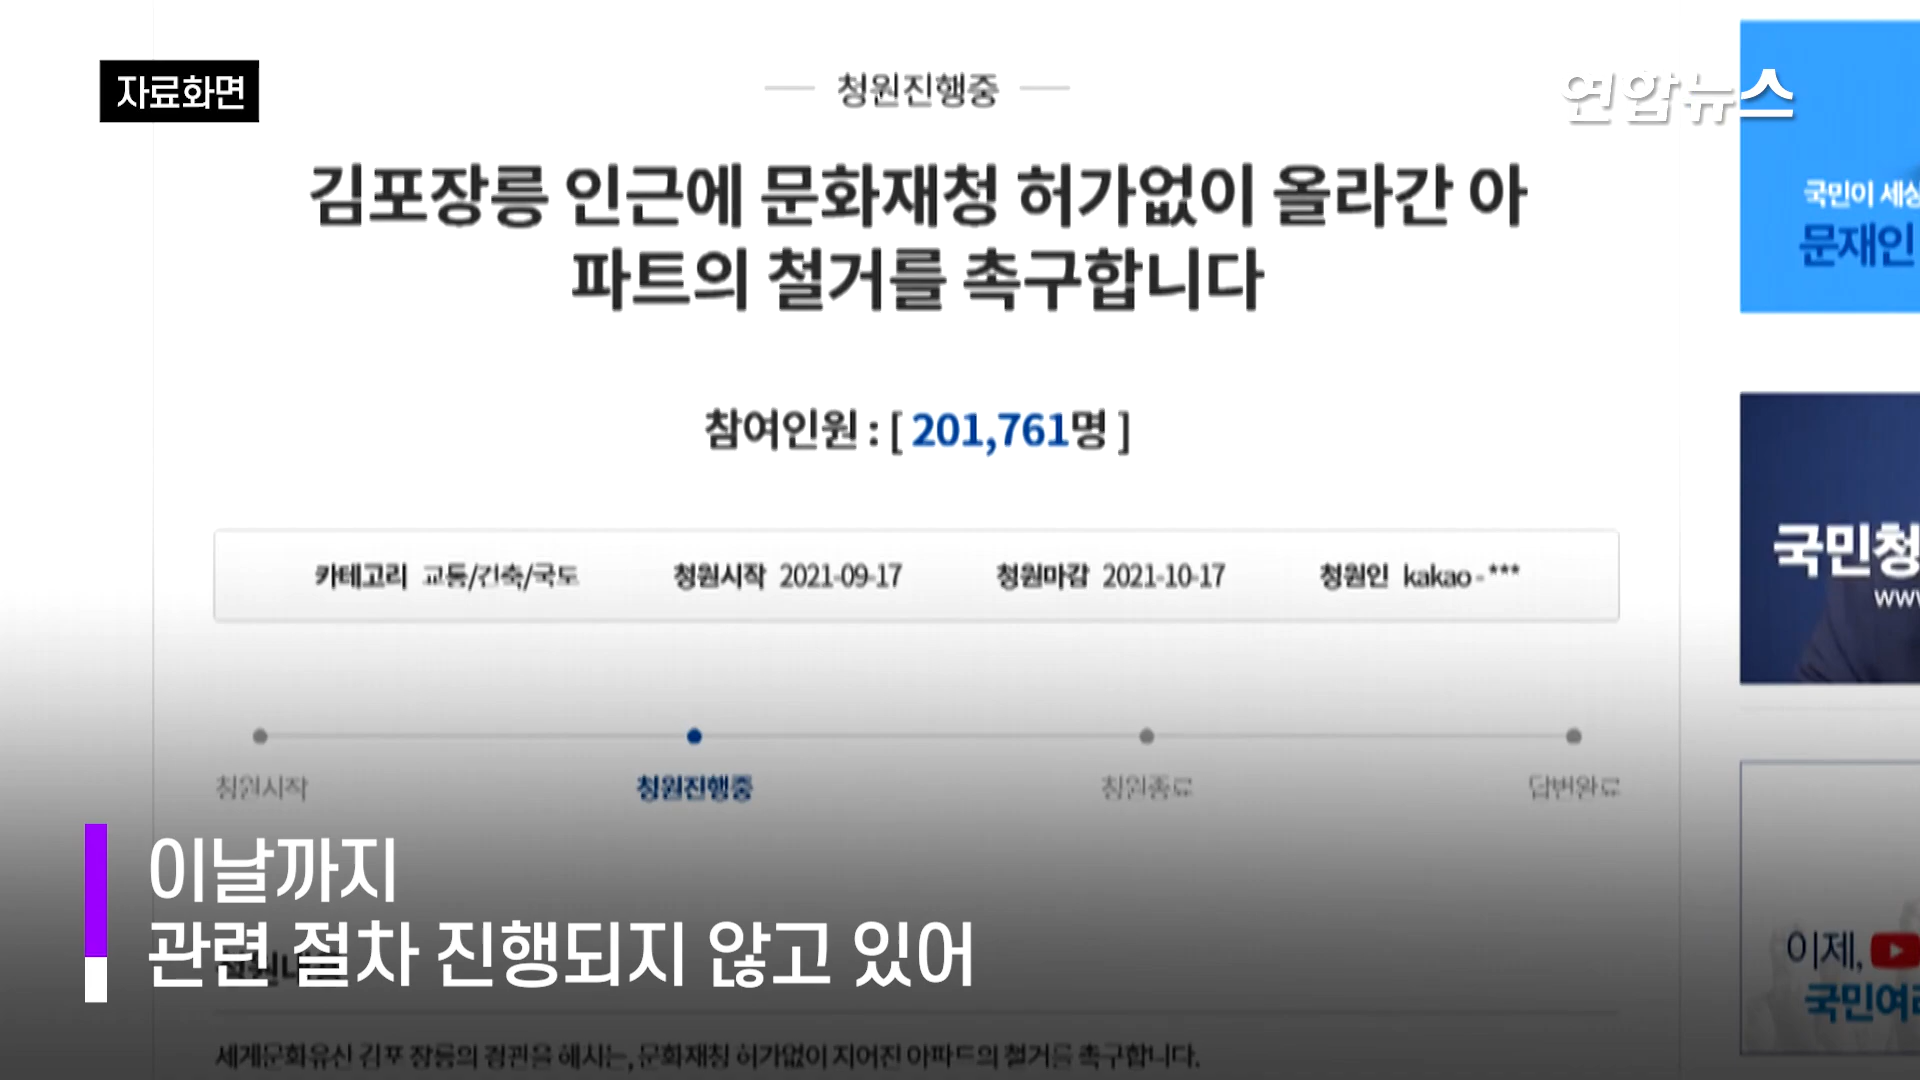 자료화면
청원진행중
연합뉴스
김포장릉 인근에 문화재청 허가없이 올라간 아
파트의 철거를 촉구합니다
국민이 세상
문재인
참여인원 : [ 201,761명 ]
국민청
www
카테고리 교통/건축/국토 청원시작 2021-09-17 청원마감 2021-10-17 청원인 kakao - ***
청원시작 청원진행중 청원종료 답변완료
이날까지
관련 절차 진행되지 않고 있어
이제,
국민여
세계문화유산 김포 장릉의 경관을 해치는, 문화재청 허가없이 지어진 아파트의 철거를 촉구합니다.